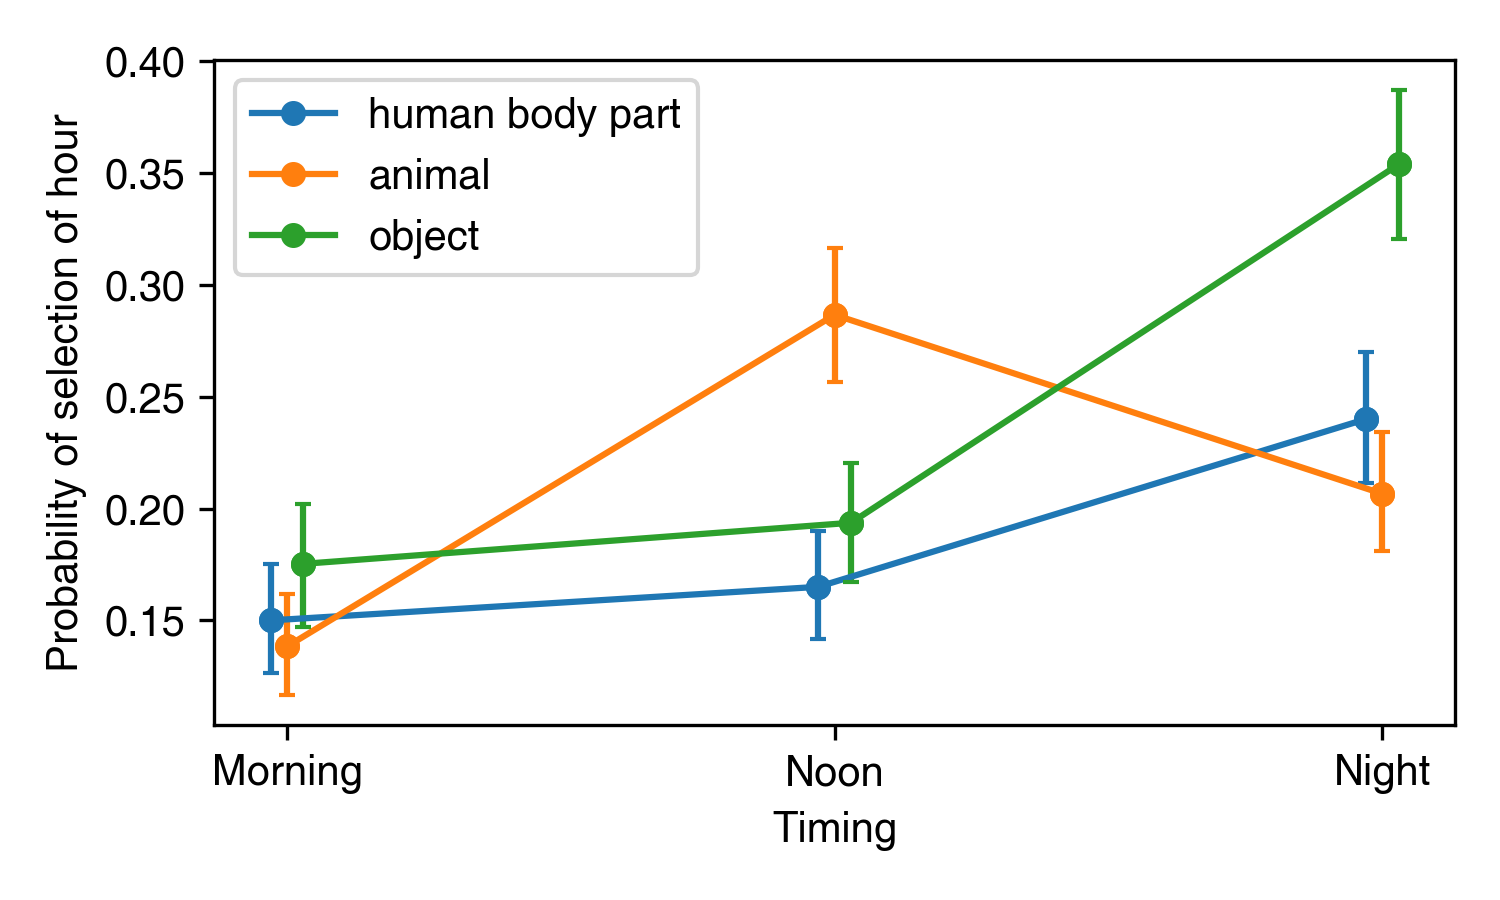 0.40
0.35
0.30
0.25
0.20
0.15
Probability of selection of hour
human body part
animal
object
Morning
Noon
Night
Timing